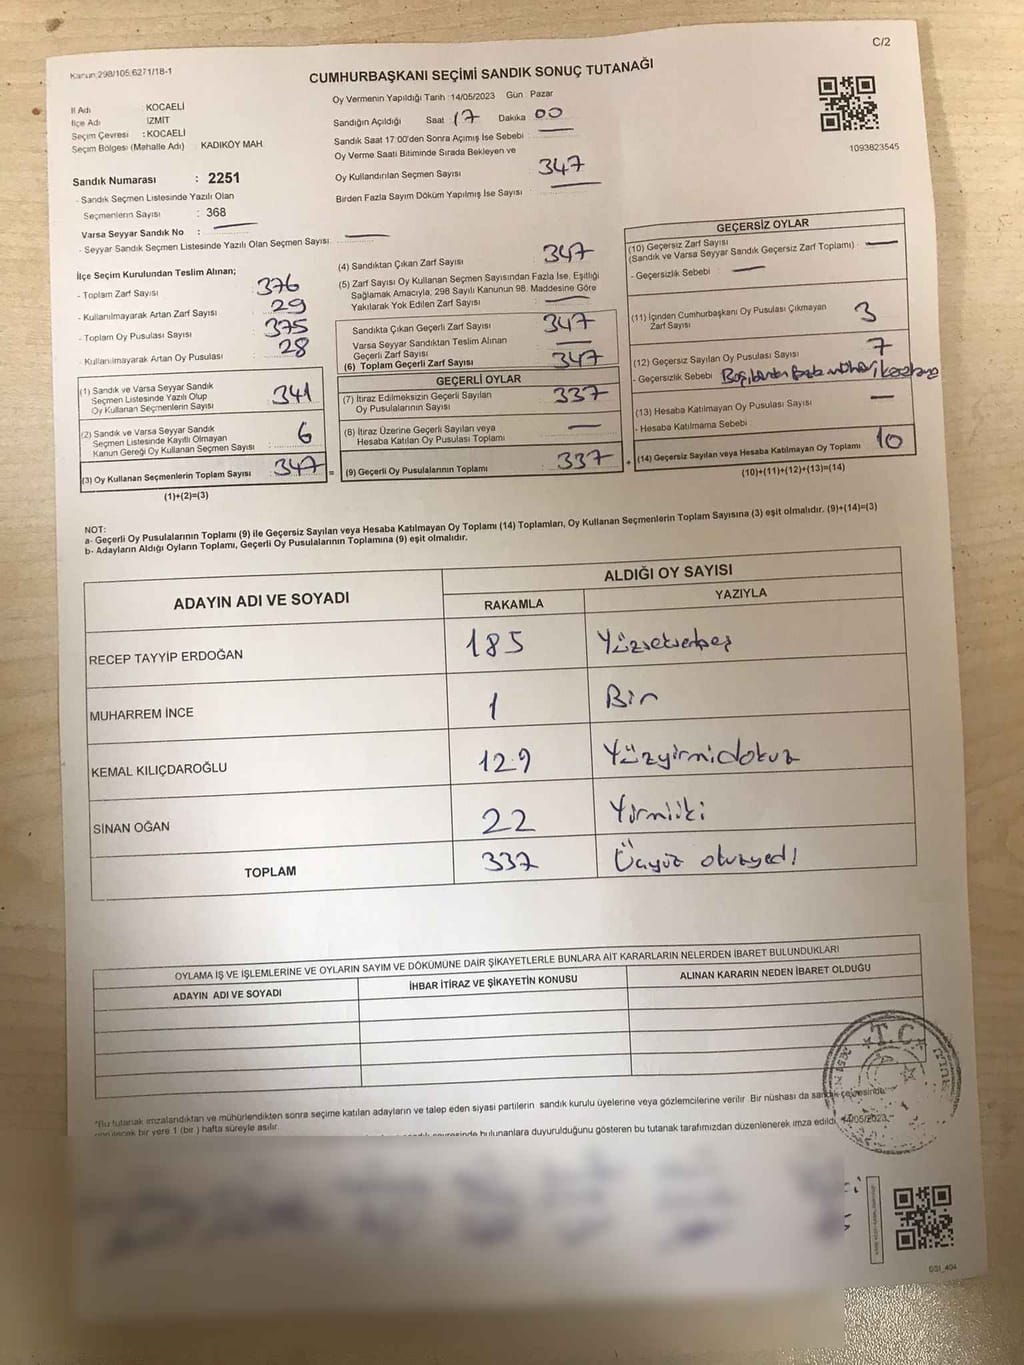 C/2
Kanun 298/105,6271/18-1
CUMHURBAŞKANI SEÇİMİ SANDIK SONUÇ TUTANAĞI
İl Adı : KOCAELİ
İlçe Adı İZMİT
Seçim Çevresi : KOCAELİ
Seçim Bölgesi (Mahalle Adı) KADIKÖY MAH.
Oy Vermenin Yapıldığı Tarih : 14/05/2023 Gün : Pazar
Sandığın Açıldığı Saat 17 Dakika 00
Sandık Saat 17:00'den Sonra Açımış İse Sebebi :
Oy Verme Saati Bitiminde Sırada Bekleyen ve
Oy Kullandırılan Seçmen Sayısı 347
Birden Fazla Sayım Döküm Yapılmış İse Sayısı :
1093823545
Sandık Numarası : 2251
- Sandık Seçmen Listesinde Yazılı Olan
Seçmenlerin Sayısı : 368
Varsa Seyyar Sandık No :
- Seyyar Sandık Seçmen Listesinde Yazılı Olan Seçmen Sayısı:
İlçe Seçim Kurulundan Teslim Alınan;
- Toplam Zarf Sayısı : 376
- Kullanılmayarak Artan Zarf Sayısı : 29
- Toplam Oy Pusulası Sayısı : 375
- Kullanılmayarak Artan Oy Pusulası : 28
(1) Sandık ve Varsa Seyyar Sandık
Seçmen Listesinde Yazılı Olup
Oy Kullanan Seçmenlerin Sayısı : 341
(2) Sandık ve Varsa Seyyar Sandık
Seçmen Listesinde Kayıtlı Olmayan
Kanun Gereği Oy Kullanan Seçmen Sayısı : 6
(3) Oy Kullanan Seçmenlerin Toplam Sayısı : 347
(1)+(2)=(3)
(4) Sandıktan Çıkan Zarf Sayısı : 347
(5) Zarf Sayısı Oy Kullanan Seçmen Sayısından Fazla İse, Eşitliği
Sağlamak Amacıyla, 298 Sayılı Kanunun 98. Maddesine Göre
Yakılarak Yok Edilen Zarf Sayısı :
Sandıkta Çıkan Geçerli Zarf Sayısı : 347
Varsa Seyyar Sandıktan Teslim Alınan
Geçerli Zarf Sayısı
(6) Toplam Geçerli Zarf Sayısı : 347
GEÇERLİ OYLAR
(7) İtiraz Edilmeksizin Geçerli Sayılan
Oy Pusulalarının Sayısı : 337
(8) İtiraz Üzerine Geçerli Sayılan veya
Hesaba Katılan Oy Pusulası Toplamı :
= (9) Geçerli Oy Pusulalarının Toplamı : 337
GEÇERSİZ OYLAR
(10) Geçersiz Zarf Sayısı
(Sandık ve Varsa Seyyar Sandık Geçersiz Zarf Toplamı) :
- Geçersizlik Sebebi :
(11) İçinden Cumhurbaşkanı Oy Pusulası Çıkmayan
Zarf Sayısı : 3
(12) Geçersiz Sayılan Oy Pusulası Sayısı : 7
- Geçersizlik Sebebi :
(13) Hesaba Katılmayan Oy Pusulası Sayısı :
- Hesaba Katılmama Sebebi :
+ (14) Geçersiz Sayılan veya Hesaba Katılmayan Oy Toplamı 10
(10)+(11)+(12)+(13)=(14)
NOT:
a- Geçerli Oy Pusulalarının Toplamı (9) ile Geçersiz Sayılan veya Hesaba Katılmayan Oy Toplamı (14) Toplamları, Oy Kullanan Seçmenlerin Toplam Sayısına (3) eşit olmalıdır. (9)+(14)=(3)
b- Adayların Aldığı Oyların Toplamı, Geçerli Oy Pusulalarının Toplamına (9) eşit olmalıdır.
ADAYIN ADI VE SOYADI ALDIĞI OY SAYISI
RAKAMLA YAZIYLA
RECEP TAYYİP ERDOĞAN 185 Yüzseksenbeş
MUHARREM İNCE 1 Bir
KEMAL KILIÇDAROĞLU 129 Yüzyirmidokuz
SİNAN OĞAN 22 Yirmiiki
TOPLAM 337 Üçyüz otuzyedi
OYLAMA İŞ VE İŞLEMLERİNE VE OYLARIN SAYIM VE DÖKÜMÜNE DAİR ŞİKAYETLERLE BUNLARA AİT KARARLARIN NELERDEN İBARET BULUNDUKLARI
ADAYIN ADI VE SOYADI İHBAR İTİRAZ VE ŞİKAYETİN KONUSU ALINAN KARARIN NEDEN İBARET OLDUĞU
T.C.
"Bu tutanak imzalandıktan ve mühürlendikten sonra seçime katılan adayların ve talep eden siyasi partilerin sandık kurulu üyelerine veya gözlemcilerine verilir. Bir nüshası da sandık çevresinde
bir yere 1 (bir) hafta süreyle asılır.
bulunanlara duyurulduğunu gösteren bu tutanak tarafımızdan düzenlenerek imza edildi. 14/05/2023